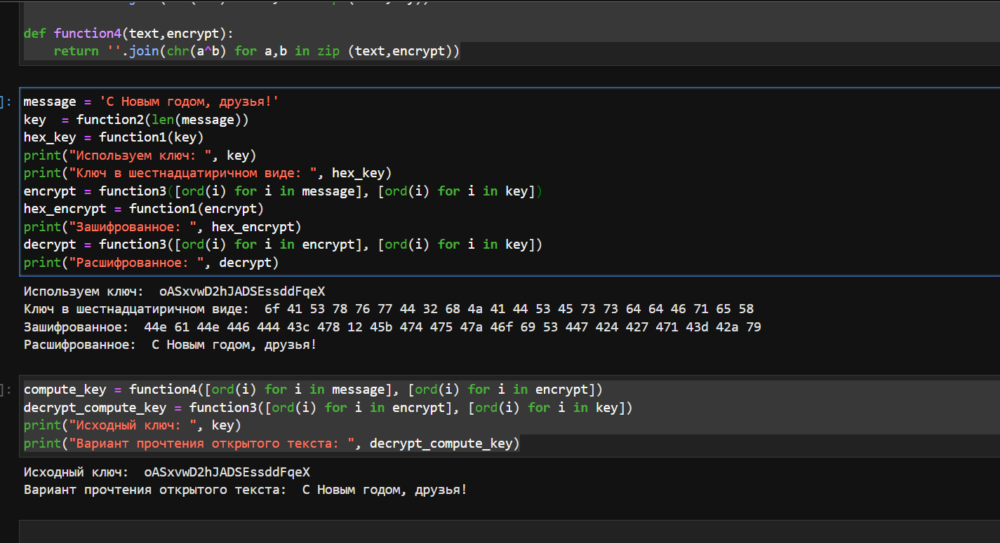 def function4(text,encrypt):
    return ''.join(chr(a^b) for a,b in zip (text,encrypt))
]:
message = 'С Новым годом, друзья!'
key  = function2(len(message))
hex_key = function1(key)
print("Используем ключ: ", key)
print("Ключ в шестнадцатиричном виде: ", hex_key)
encrypt = function3([ord(i) for i in message], [ord(i) for i in key])
hex_encrypt = function1(encrypt)
print("Зашифрованное: ", hex_encrypt)
decrypt = function3([ord(i) for i in encrypt], [ord(i) for i in key])
print("Расшифрованное: ", decrypt)
Используем ключ:  oASxvwD2hJADSEssddFqeX
Ключ в шестнадцатиричном виде:  6f 41 53 78 76 77 44 32 68 4a 41 44 53 45 73 73 64 64 46 71 65 58
Зашифрованное:  44e 61 44e 446 444 43c 478 12 45b 474 475 47a 46f 69 53 447 424 427 471 43d 42a 79
Расшифрованное:  С Новым годом, друзья!
]:
compute_key = function4([ord(i) for i in message], [ord(i) for i in encrypt])
decrypt_compute_key = function3([ord(i) for i in encrypt], [ord(i) for i in key])
print("Исходный ключ: ", key)
print("Вариант прочтения открытого текста: ", decrypt_compute_key)
Исходный ключ:  oASxvwD2hJADSEssddFqeX
Вариант прочтения открытого текста:  С Новым годом, друзья!